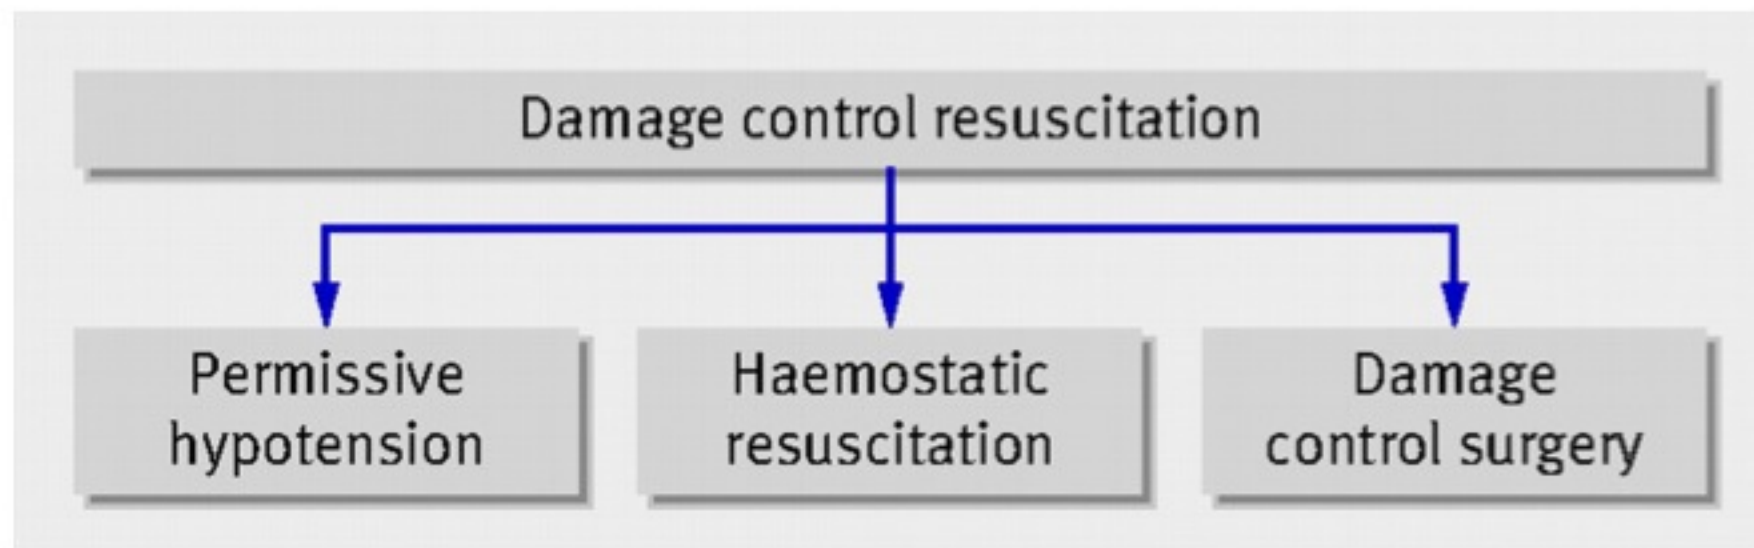 Damage control resuscitation
Permissive
hypotension
Haemostatic
resuscitation
Damage
control surgery